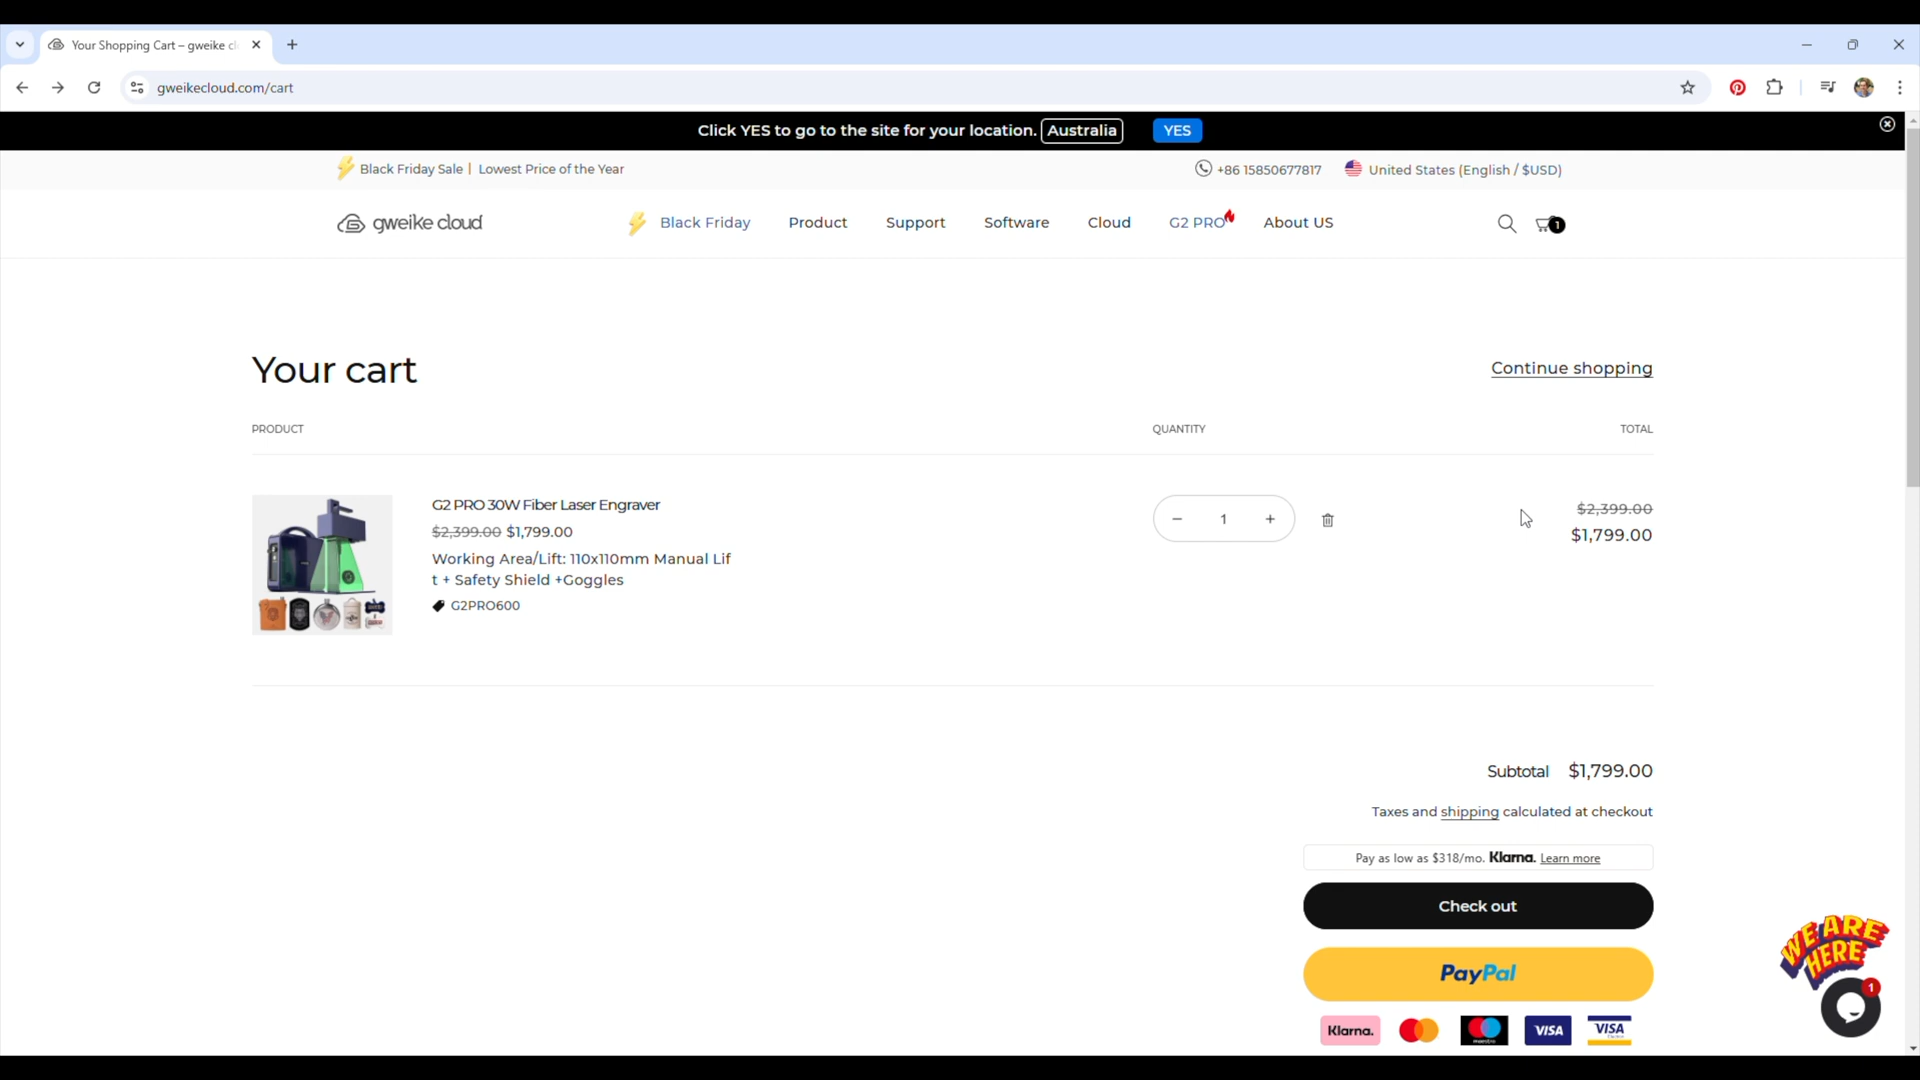 Your Shopping Cart – gweike cl
gweikecloud.com/cart
Click YES to go to the site for your location. Australia YES
Black Friday Sale | Lowest Price of the Year
+86 15850677817
United States (English / $USD)
gweike cloud
Black Friday
Product
Support
Software
Cloud
G2 PRO
About US
1
Your cart
Continue shopping
PRODUCT
QUANTITY
TOTAL
G2 PRO 30W Fiber Laser Engraver
$2,399.00 $1,799.00
Working Area/Lift: 110x110mm Manual Lif
t + Safety Shield +Goggles
G2PRO600
− 1 +
$2,399.00
$1,799.00
Subtotal $1,799.00
Taxes and shipping calculated at checkout
Pay as low as $318/mo. Klarna. Learn more
Check out
PayPal
Klarna.
maestro
VISA
VISA
WE ARE
HERE
1